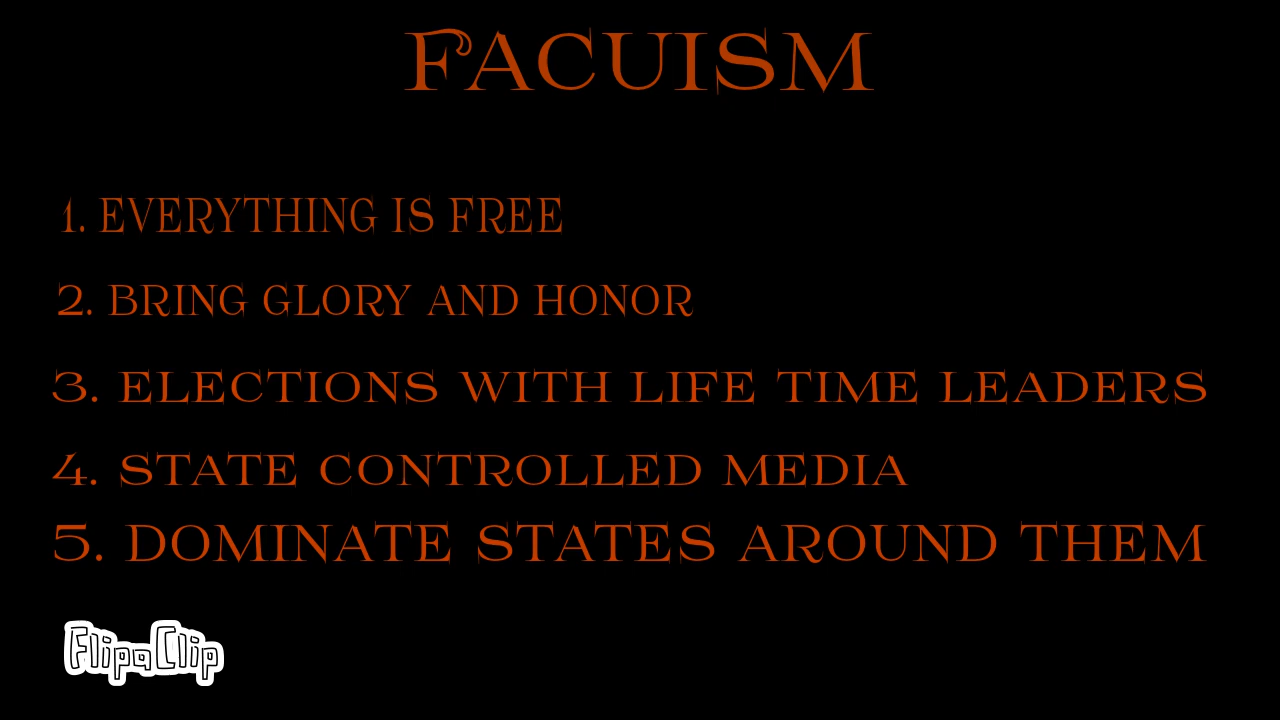 FACUISM
1. EVERYTHING IS FREE
2. BRING GLORY AND HONOR
3. ELECTIONS WITH LIFE TIME LEADERS
4. STATE CONTROLLED MEDIA
5. DOMINATE STATES AROUND THEM
FlipaClip